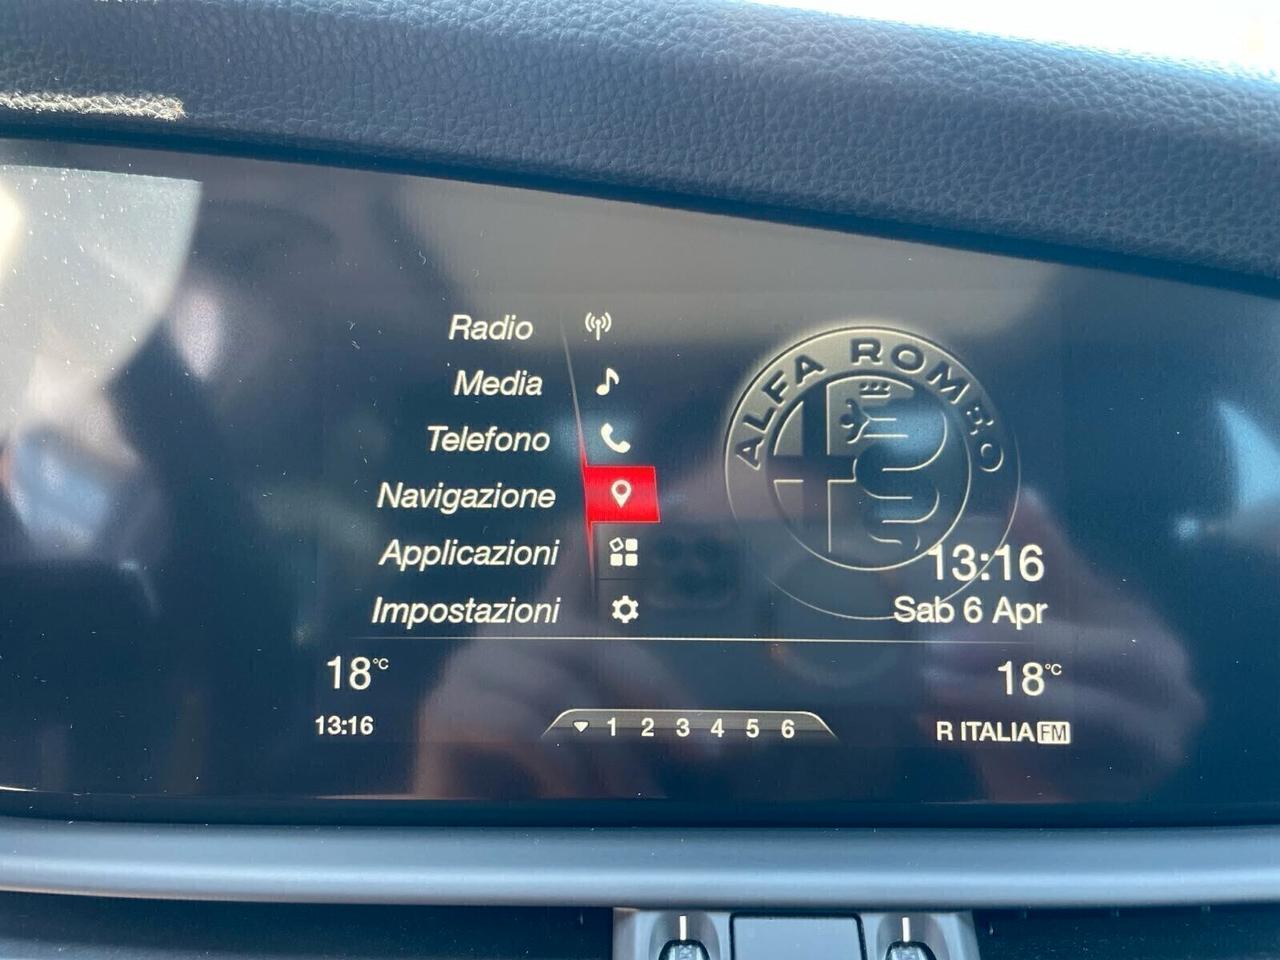 Radio
Media
Telefono
Navigazione
Applicazioni
Impostazioni
ALFA ROMEO
13:16
Sab 6 Apr
18°C
18°C
13:16
1 2 3 4 5 6
R ITALIA FM